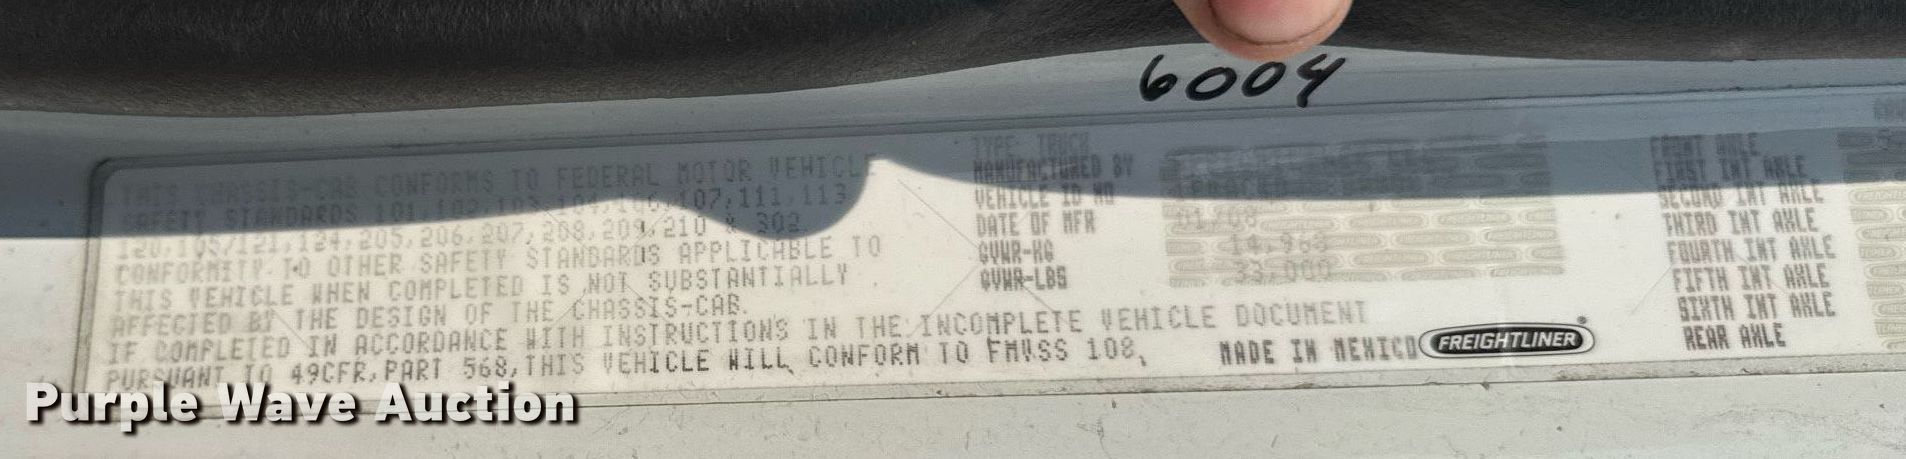 6004
THIS CHASSIS-CAB CONFORMS TO FEDERAL MOTOR VEHICLE
SAFETY STANDARDS 101,102,103,104,106,107,111,113
120,105/121,124,205,206,207,208,209,210 & 302
CONFORMITY TO OTHER SAFETY STANDARDS APPLICABLE TO
THIS VEHICLE WHEN COMPLETED IS NOT SUBSTANTIALLY
AFFECTED BY THE DESIGN OF THE CHASSIS-CAB.
IF COMPLETED IN ACCORDANCE WITH INSTRUCTIONS IN THE INCOMPLETE VEHICLE DOCUMENT
PURSUANT TO 49CFR,PART 568,THIS VEHICLE WILL CONFORM TO FMVSS 108,
TYPE TRUCK
MANUFACTURED BY
VEHICLE ID NO
DATE OF MFR 01/08
GVWR-KG 14,968
GVWR-LBS 33,000
MADE IN MEXICO FREIGHTLINER
FRONT AXLE
FIRST INT AXLE
SECOND INT AXLE
THIRD INT AXLE
FOURTH INT AXLE
FIFTH INT AXLE
SIXTH INT AXLE
REAR AXLE
Purple Wave Auction